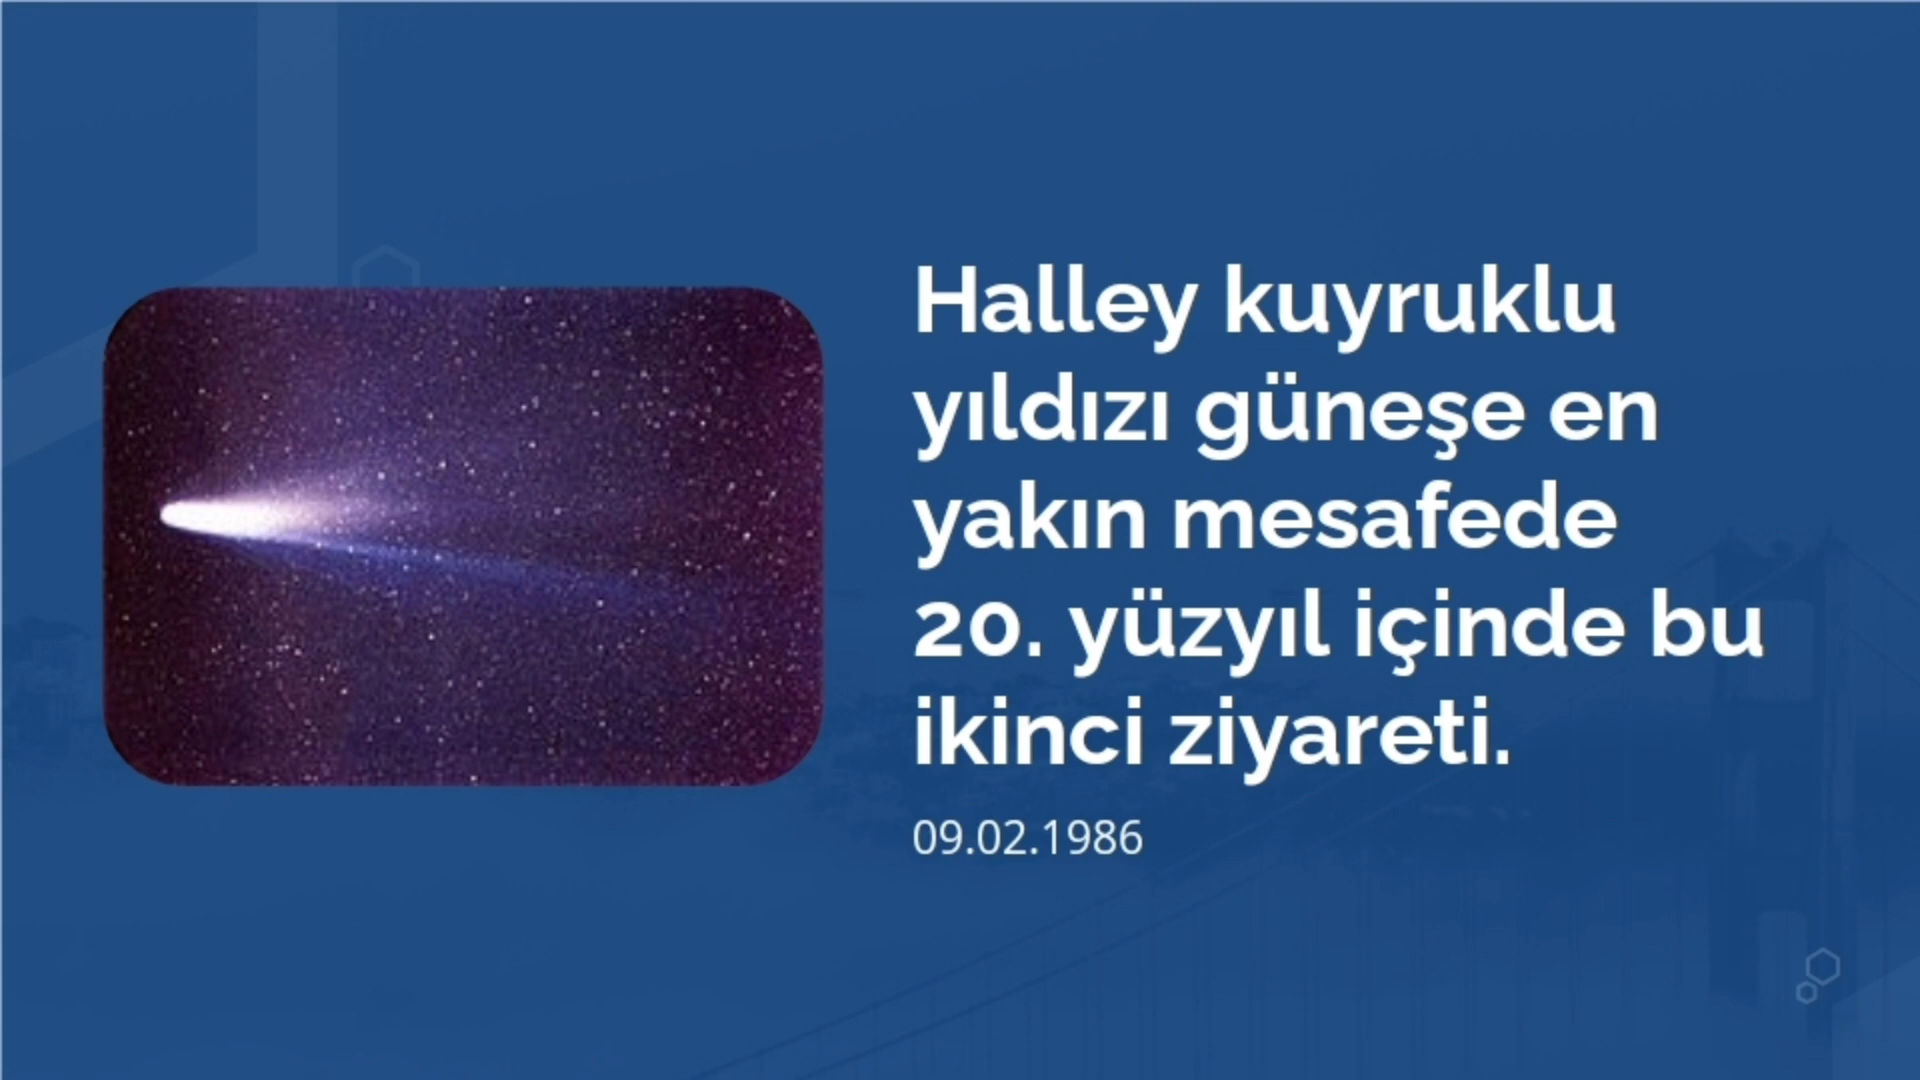 Halley kuyruklu
yıldızı güneşe en
yakın mesafede
20. yüzyıl içinde bu
ikinci ziyareti.
09.02.1986